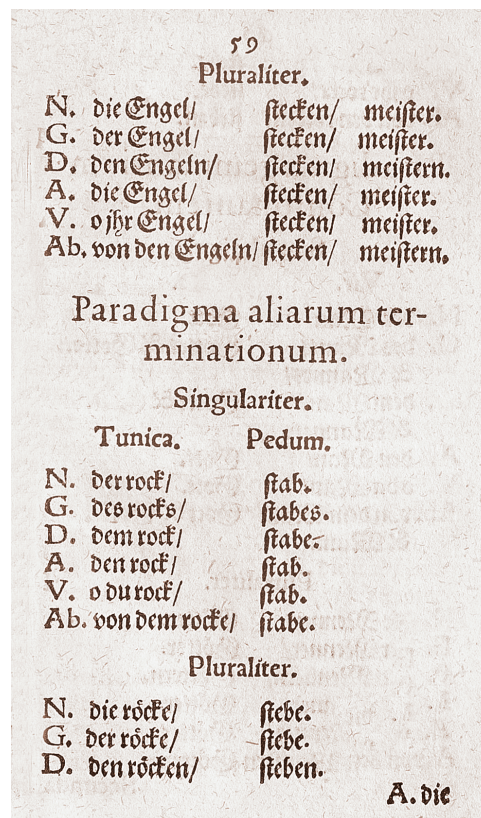 59
Pluraliter.
N. die Engel/ stecken/ meister.
G. der Engel/ stecken/ meister.
D. den Engeln/ stecken/ meistern.
A. die Engel/ stecken/ meister.
V. o jhr Engel/ stecken/ meister.
Ab. von den Engeln/ stecken/ meistern.
Paradigma aliarum ter-
minationum.
Singulariter.
Tunica. Pedum.
N. der rock/ stab.
G. des rocks/ stabes.
D. dem rock/ stabe.
A. den rock/ stab.
V. o du rock/ stab.
Ab. von dem rocke/ stabe.
Pluraliter.
N. die röcke/ stebe.
G. der röcke/ stebe.
D. den röcken/ steben.
A. die